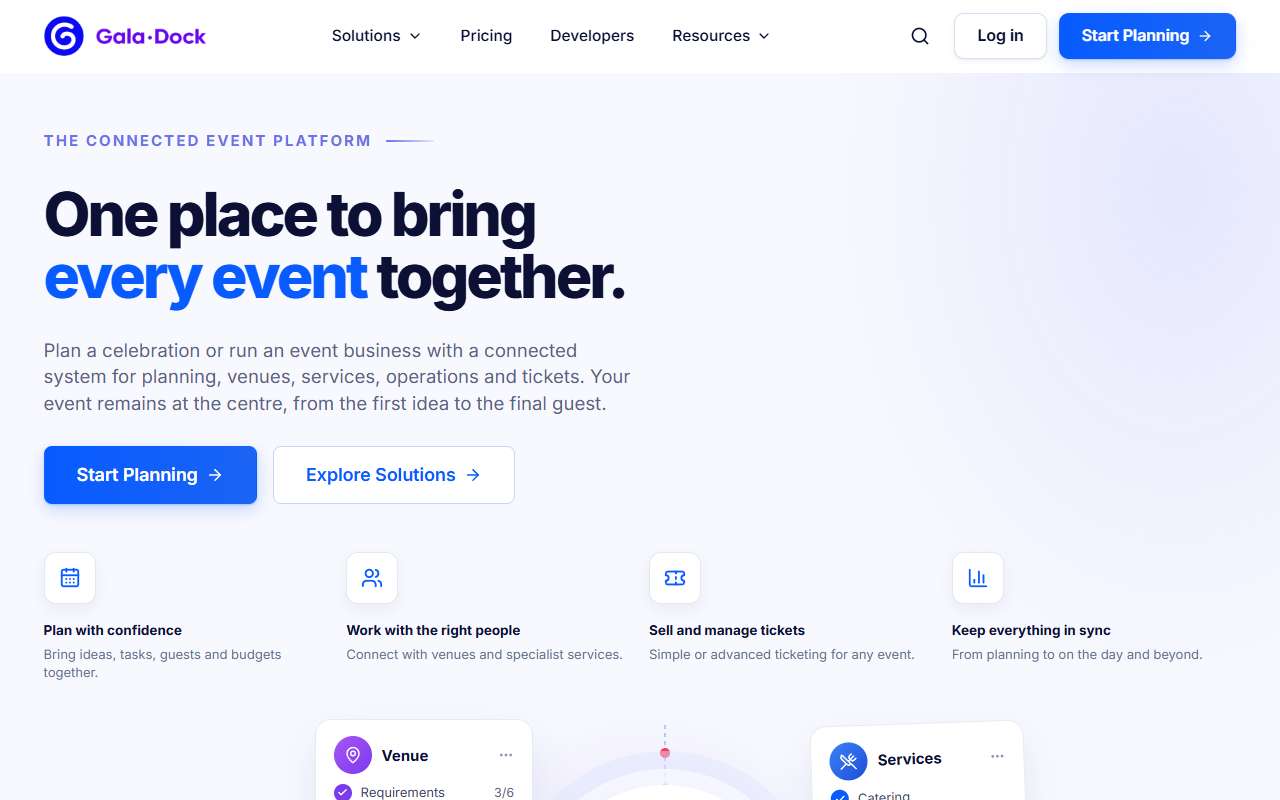 Gala·Dock
Solutions
Pricing
Developers
Resources
Log in
Start Planning
THE CONNECTED EVENT PLATFORM
One place to bring
every event together.
Plan a celebration or run an event business with a connected
system for planning, venues, services, operations and tickets. Your
event remains at the centre, from the first idea to the final guest.
Start Planning
Explore Solutions
Plan with confidence
Bring ideas, tasks, guests and budgets
together.
Work with the right people
Connect with venues and specialist services.
Sell and manage tickets
Simple or advanced ticketing for any event.
Keep everything in sync
From planning to on the day and beyond.
Venue
Requirements 3/6
Services
Catering